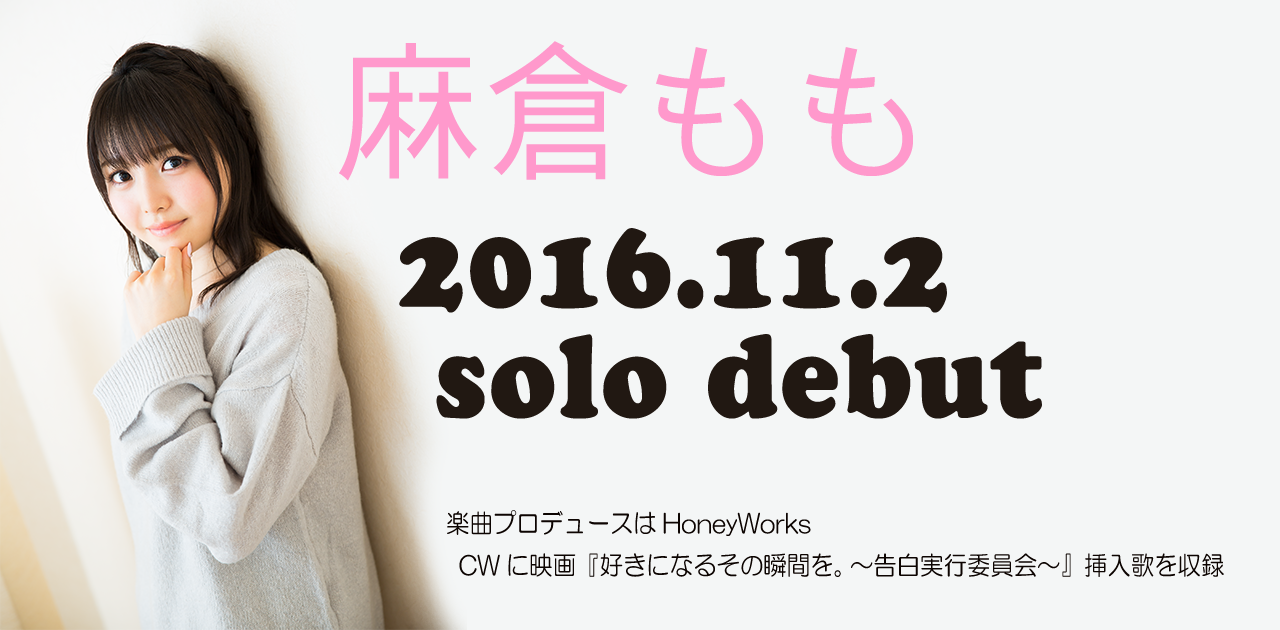 麻倉もも
2016.11.2
solo debut
楽曲プロデュースはHoneyWorks
CWに映画『好きになるその瞬間を。～告白実行委員会～』挿入歌を収録